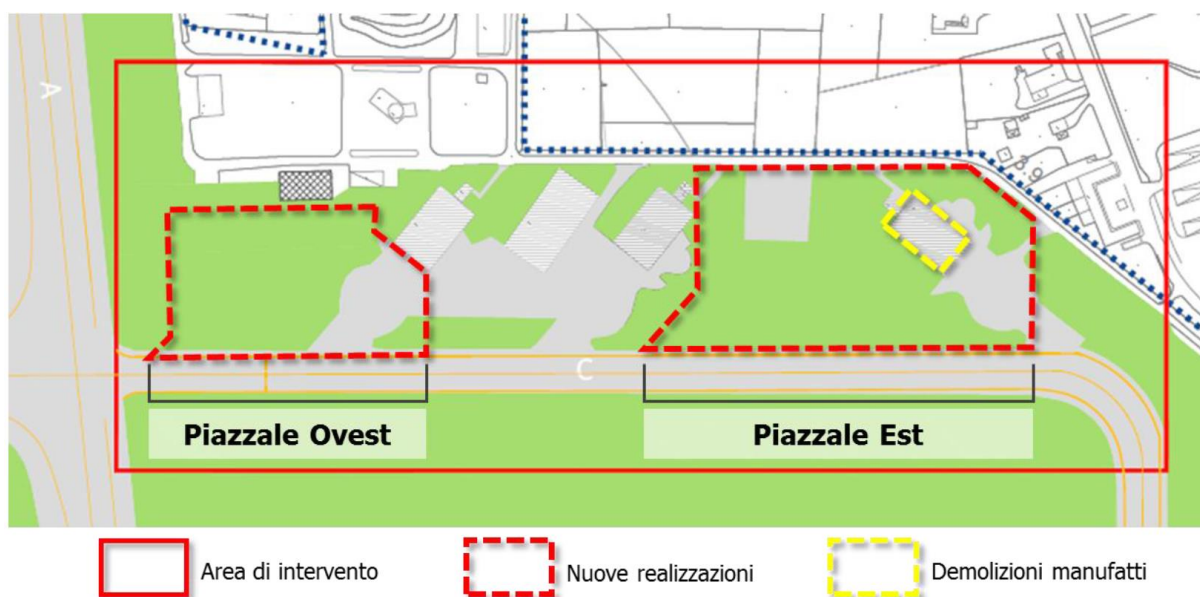 A
C
Piazzale Ovest
Piazzale Est
Area di intervento
Nuove realizzazioni
Demolizioni manufatti